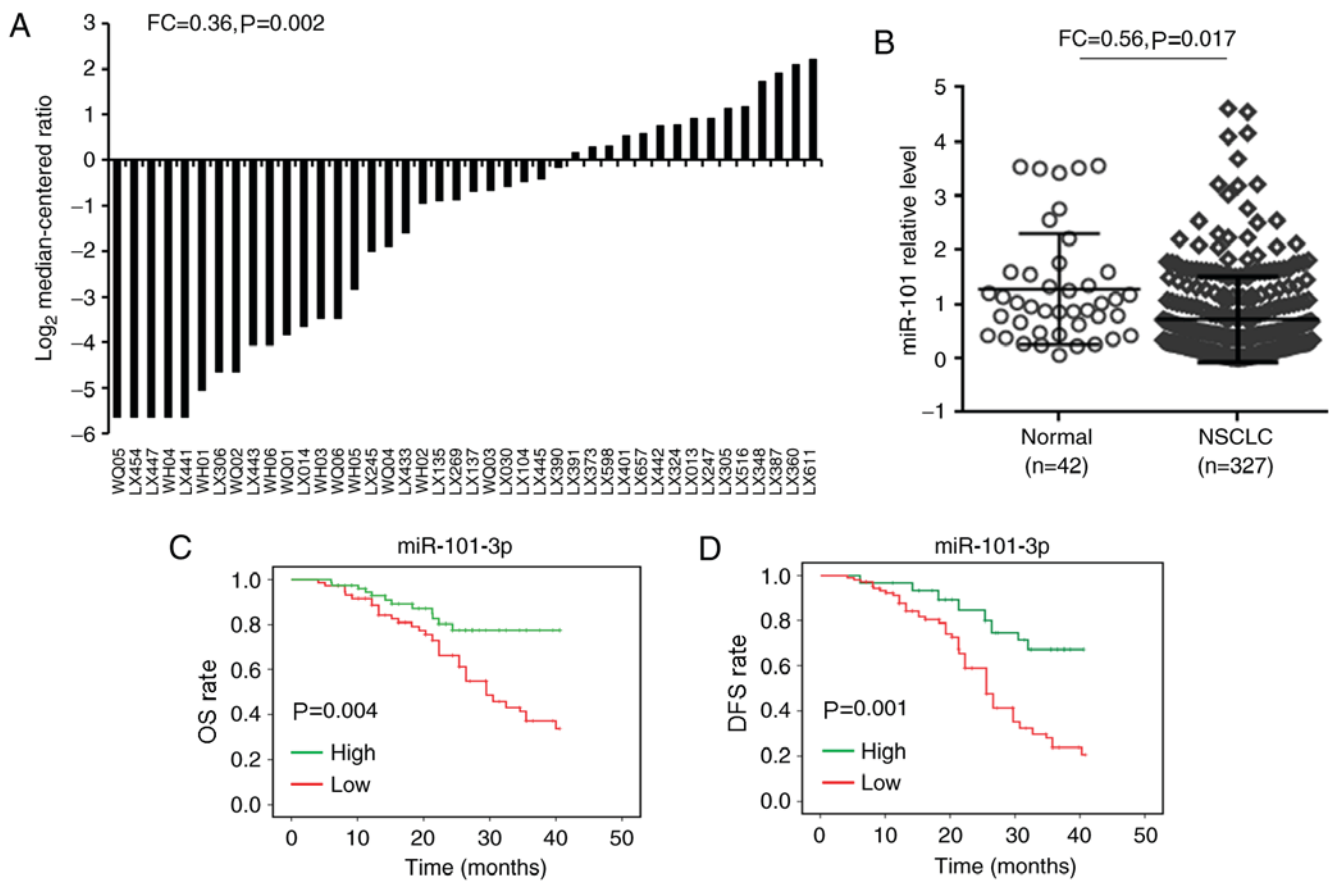 A
FC=0.36,P=0.002
Log2 median-centered ratio
3
2
1
0
−1
−2
−3
−4
−5
−6
WQ05
LX454
LX447
WH04
LX441
WH01
LX306
WQ02
LX443
WH06
WQ01
LX014
WH03
WQ06
WH05
LX245
WQ04
LX433
WH02
LX135
LX269
LX137
WQ03
LX030
LX104
LX445
LX390
LX391
LX373
LX598
LX401
LX657
LX442
LX324
LX013
LX247
LX305
LX516
LX348
LX387
LX360
LX611
B
FC=0.56,P=0.017
miR-101 relative level
5
4
3
2
1
0
−1
Normal
(n=42)
NSCLC
(n=327)
C
miR-101-3p
OS rate
1.0
0.8
0.6
0.4
0.2
0.0
P=0.004
High
Low
0 10 20 30 40 50
Time (months)
D
miR-101-3p
DFS rate
1.0
0.8
0.6
0.4
0.2
0.0
P=0.001
High
Low
0 10 20 30 40 50
Time (months)